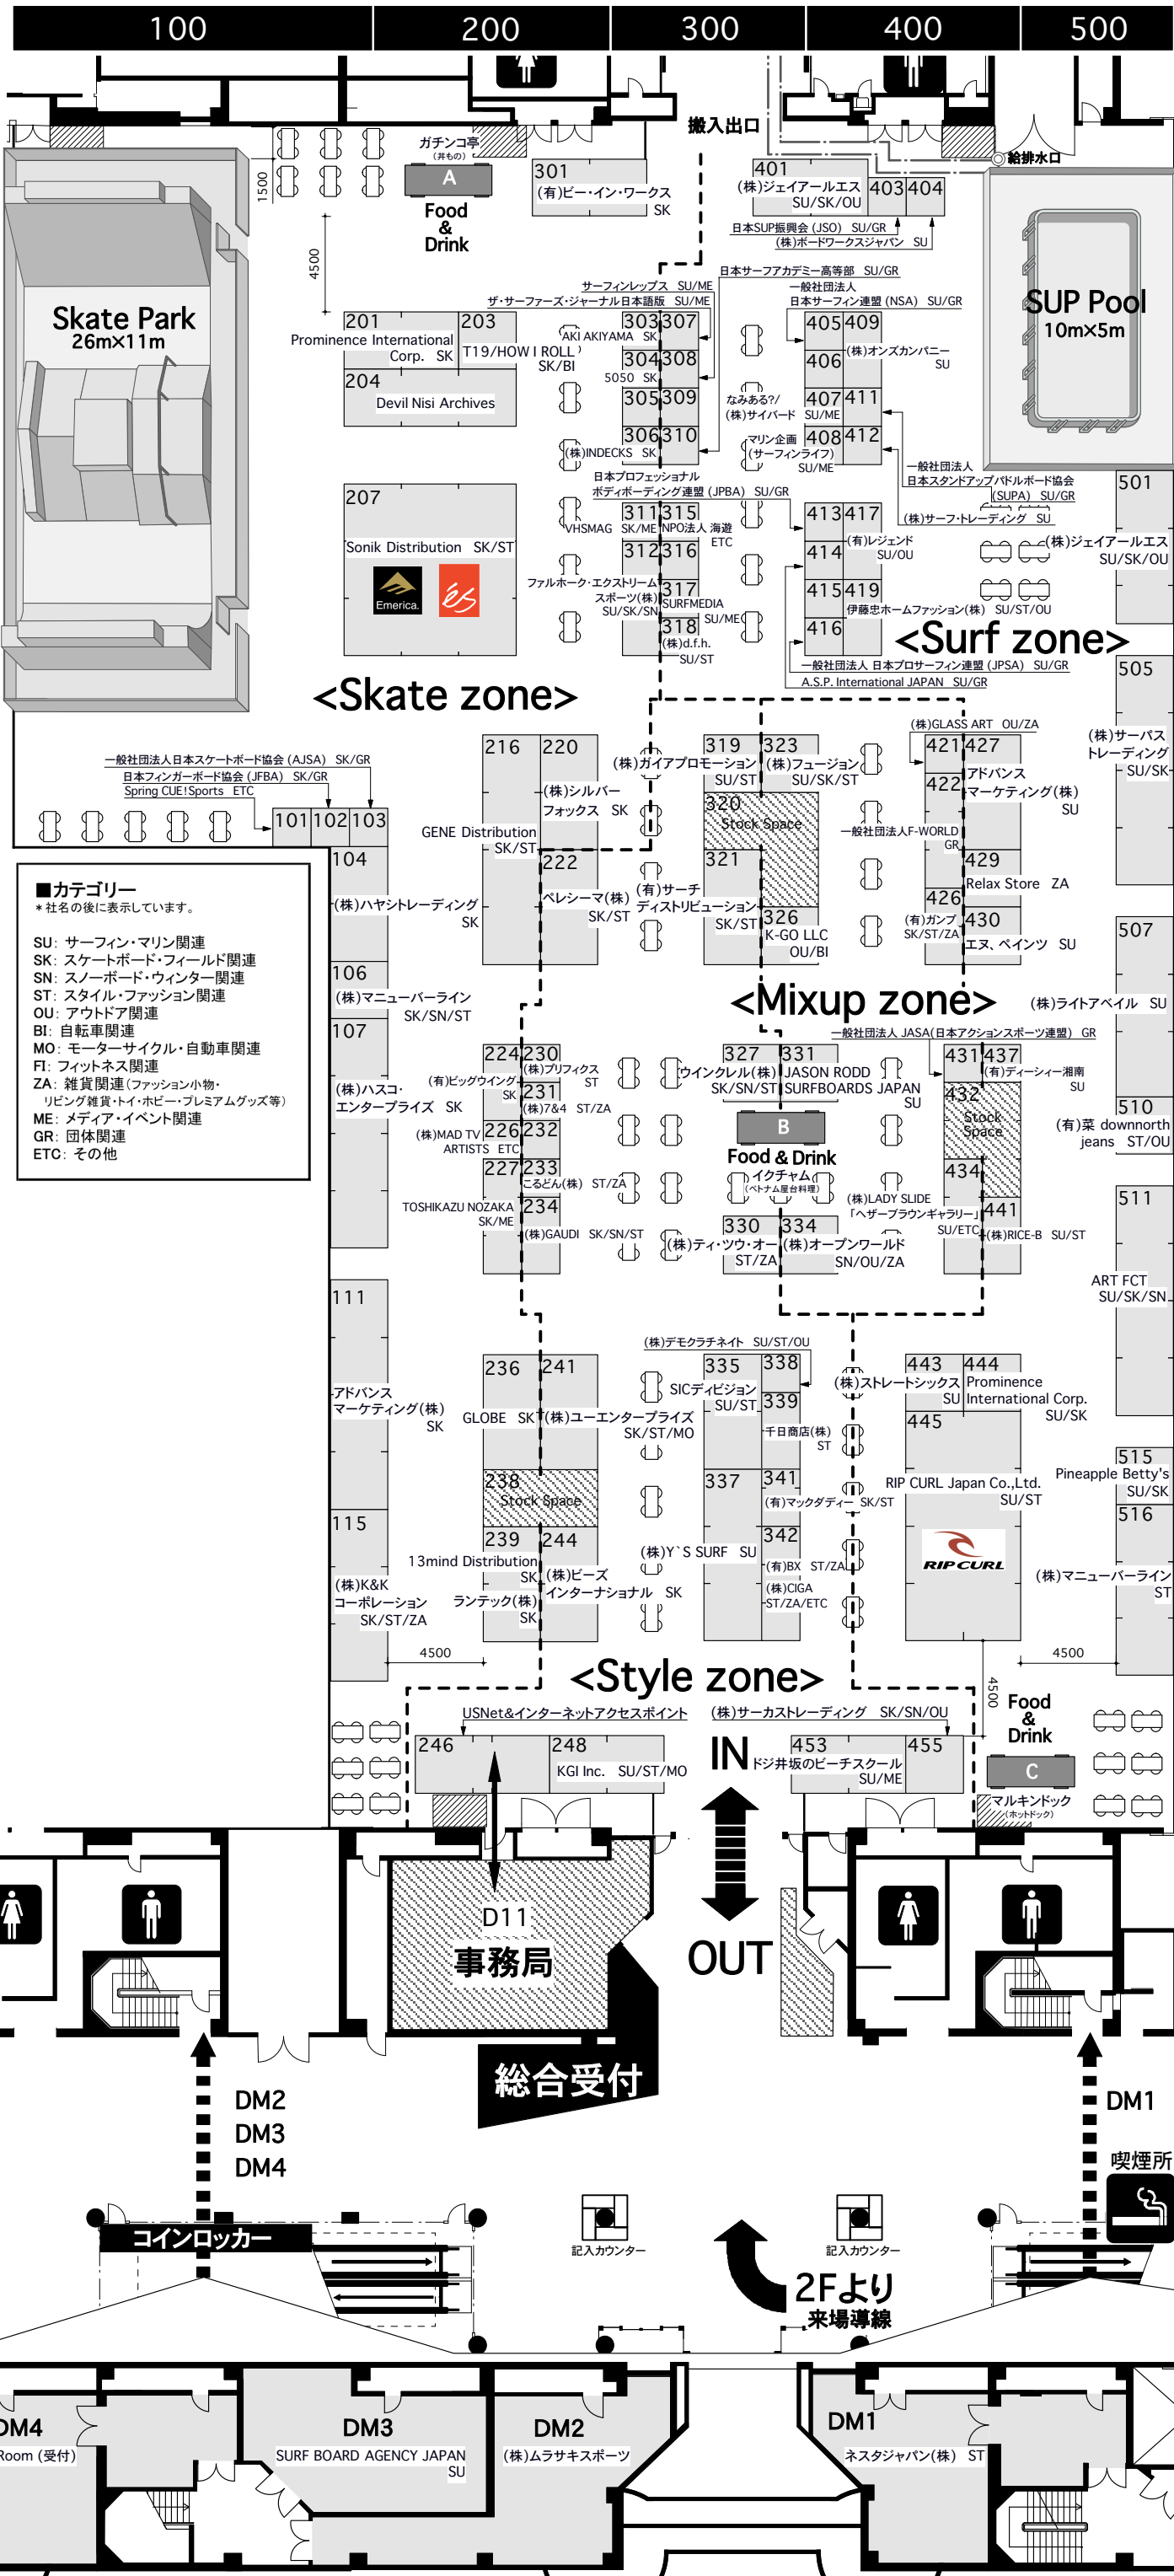 100 200 300 400 500
搬入出口
給排水口
ガチンコ亭
(丼もの)
A
Food
&
Drink
1500
4500
301
(有)ビー・イン・ワークス
SK
401
(株)ジェイアールエス
SU/SK/OU
403 404
日本SUP振興会 (JSO) SU/GR
(株)ボードワークスジャパン SU
Skate Park
26m×11m
SUP Pool
10m×5m
日本サーフアカデミー高等部 SU/GR
サーフィンレップス SU/ME
ザ・サーファーズ・ジャーナル日本語版 SU/ME
一般社団法人
日本サーフィン連盟 (NSA) SU/GR
201
Prominence International
Corp. SK
203
T19/HOW I ROLL
SK/BI
204
Devil Nisi Archives
303 307
AKI AKIYAMA SK
304 308
5050 SK
305 309
306 310
(株)INDECKS SK
405 409
(株)オンズカンパニー
SU
406
なみある?/
(株)サイバード SU/ME
407 411
マリン企画
(サーフィンライフ)
SU/ME
408 412
一般社団法人
日本スタンドアップパドルボード協会
(SUPA) SU/GR
(株)サーフ・トレーディング SU
日本プロフェッショナル
ボディボーディング連盟 (JPBA) SU/GR
207
Sonik Distribution SK/ST
Emerica.
éS
311 315
VHSMAG SK/ME
NPO法人 海遊
ETC
312 316
ファルホーク・エクストリーム
スポーツ(株)
SU/SK/SN
317
SURFMEDIA
SU/ME
318
(株)d.f.h.
SU/ST
413 417
(有)レジェンド
SU/OU
414
415 419
伊藤忠ホームファッション(株) SU/ST/OU
416
一般社団法人 日本プロサーフィン連盟 (JPSA) SU/GR
A.S.P. International JAPAN SU/GR
501
(株)ジェイアールエス
SU/SK/OU
<Surf zone>
<Skate zone>
505
(株)サーパス
トレーディング
SU/SK
一般社団法人日本スケートボード協会 (AJSA) SK/GR
日本フィンガーボード協会 (JFBA) SK/GR
Spring CUE!Sports ETC
101 102 103
104
(株)ハヤシトレーディング
SK
106
(株)マニューバーライン
SK/SN/ST
107
(株)ハスコ・
エンタープライズ SK
■カテゴリー
*社名の後に表示しています。
SU: サーフィン・マリン関連
SK: スケートボード・フィールド関連
SN: スノーボード・ウィンター関連
ST: スタイル・ファッション関連
OU: アウトドア関連
BI: 自転車関連
MO: モーターサイクル・自動車関連
FI: フィットネス関連
ZA: 雑貨関連(ファッション小物・
リビング雑貨・トイ・ホビー・プレミアムグッズ等)
ME: メディア・イベント関連
GR: 団体関連
ETC: その他
216
GENE Distribution
SK/ST
220
(株)シルバー
フォックス SK
222
ペレシーマ(株)
SK/ST
319
(株)ガイアプロモーション
SU/ST
323
(株)フュージョン
SU/SK/ST
320
Stock Space
321
(有)サーチ
ディストリビューション
SK/ST
326
K-GO LLC
OU/BI
(株)GLASS ART OU/ZA
421 427
アドバンス
マーケティング(株)
SU
422
一般社団法人F-WORLD
GR
429
Relax Store ZA
426
(有)ガンプ
SK/ST/ZA
430
エヌ、ペインツ SU
507
(株)ライトアベイル SU
<Mixup zone>
一般社団法人 JASA(日本アクションスポーツ連盟) GR
224 230
(有)ビッグウイング
SK
(株)プリフィクス
ST
231
(株)7&4 ST/ZA
226 232
(株)MAD TV
ARTISTS ETC
227 233
こるどん(株) ST/ZA
TOSHIKAZU NOZAKA
SK/ME
234
(株)GAUDI SK/SN/ST
327 331
ウインクレル(株)
SK/SN/ST
JASON RODD
SURFBOARDS JAPAN
SU
B
Food & Drink
イクチャム
(ベトナム屋台料理)
330 334
(株)ティ・ツウ・オー
ST/ZA
(株)オープンワールド
SN/OU/ZA
431 437
(有)ディーシィー湘南
SU
432
Stock
Space
434
(株)LADY SLIDE
「ヘザーブラウンギャラリー」
SU/ETC
441
(株)RICE-B SU/ST
510
(有)菜 downnorth
jeans ST/OU
511
ART FCT
SU/SK/SN
111
アドバンス
マーケティング(株)
SK
115
(株)K&K
コーポレーション
SK/ST/ZA
236
GLOBE SK
241
(株)ユーエンタープライズ
SK/ST/MO
238
Stock Space
239
13mind Distribution
SK
ランテック(株)
SK
244
(株)ビーズ
インターナショナル SK
(株)デモクラチネイト SU/ST/OU
335
SICディビジョン
SU/ST
338
339
千日商店(株)
ST
337
(株)Y`S SURF SU
341
(有)マックダディー SK/ST
342
(有)BX ST/ZA
(株)CIGA
ST/ZA/ETC
443
(株)ストレートシックス
SU
444
Prominence
International Corp.
SU/SK
445
RIP CURL Japan Co.,Ltd.
SU/ST
RIP CURL
515
Pineapple Betty's
SU/SK
516
(株)マニューバーライン
ST
4500
4500
4500
<Style zone>
USNet&インターネットアクセスポイント
246
248
KGI Inc. SU/ST/MO
(株)サーカストレーディング SK/SN/OU
IN
453
ドジ井坂のビーチスクール
SU/ME
455
Food
&
Drink
C
マルキンドック
(ホットドック)
D11
事務局
OUT
総合受付
DM2
DM3
DM4
DM1
喫煙所
コインロッカー
記入カウンター
記入カウンター
2Fより
来場導線
DM4
Room (受付)
DM3
SURF BOARD AGENCY JAPAN
SU
DM2
(株)ムラサキスポーツ
DM1
ネスタジャパン(株) ST